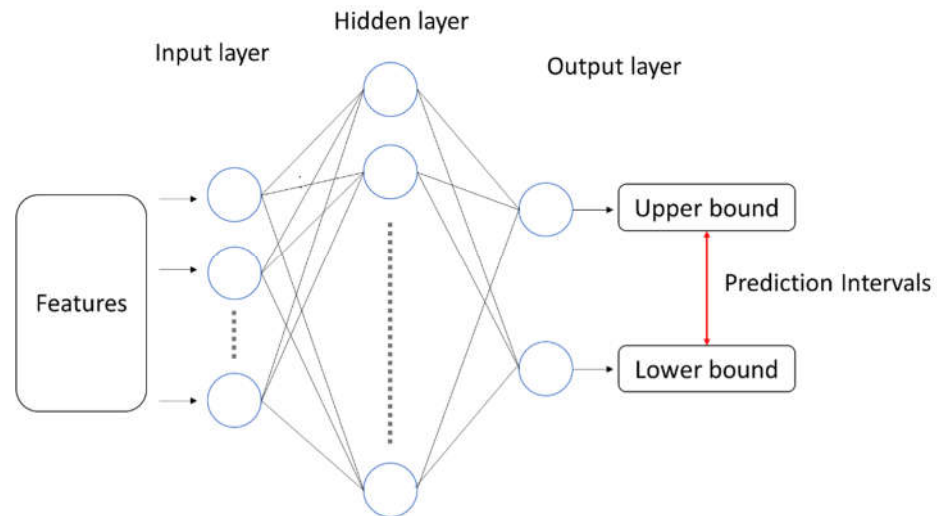 Hidden layer
Input layer
Output layer
Features
Upper bound
Prediction Intervals
Lower bound